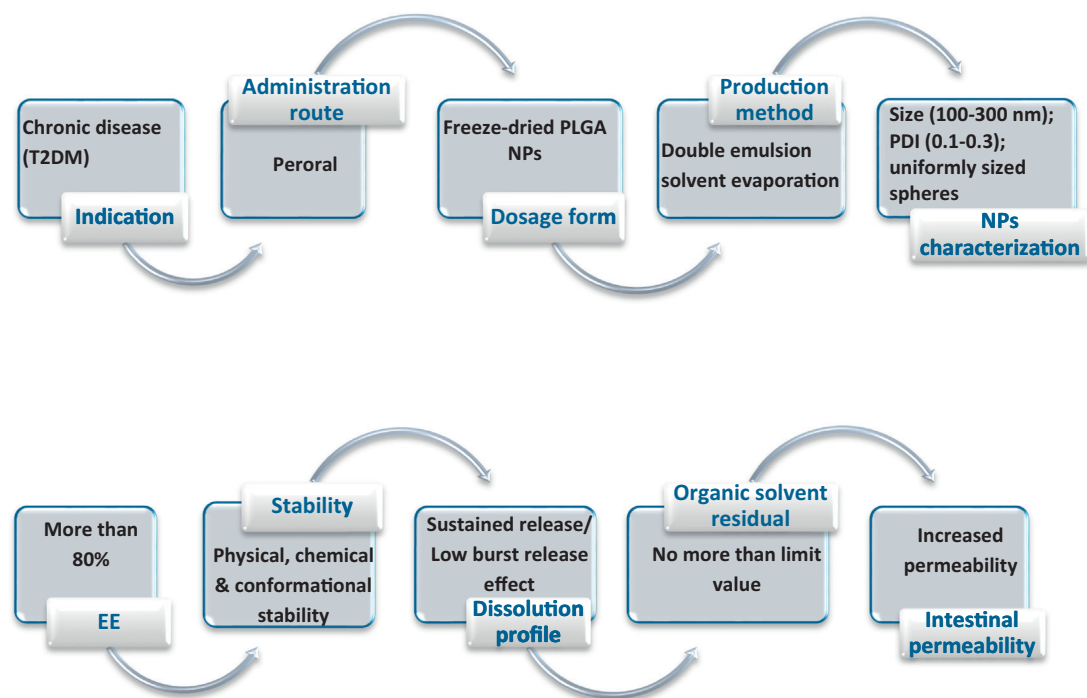 Chronic disease
(T2DM)
Indication
Administration
route
Peroral
Freeze-dried PLGA
NPs
Dosage form
Production
method
Double emulsion
solvent evaporation
Size (100-300 nm);
PDI (0.1-0.3);
uniformly sized
spheres
NPs
characterization
More than
80%
EE
Stability
Physical, chemical
& conformational
stability
Sustained release/
Low burst release
effect
Dissolution
profile
Organic solvent
residual
No more than limit
value
Increased
permeability
Intestinal
permeability